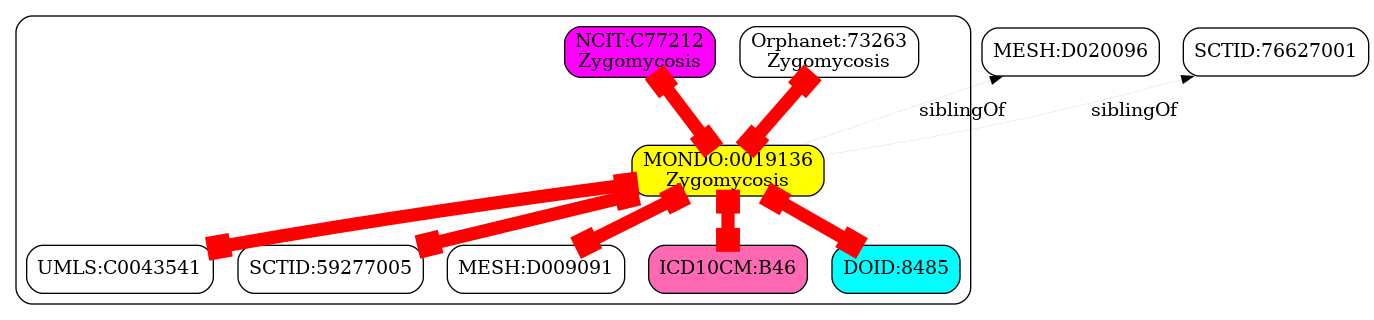 NCIT:C77212
Zygomycosis
Orphanet:73263
Zygomycosis
MESH:D020096
SCTID:76627001
siblingOf
siblingOf
MONDO:0019136
Zygomycosis
UMLS:C0043541
SCTID:59277005
MESH:D009091
ICD10CM:B46
DOID:8485